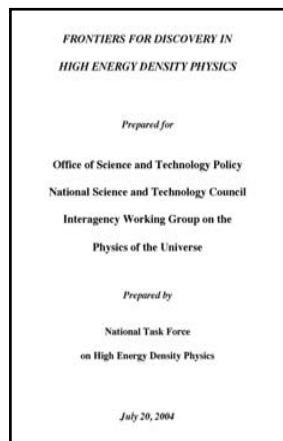 FRONTIERS FOR DISCOVERY IN
HIGH ENERGY DENSITY PHYSICS
Prepared for
Office of Science and Technology Policy
National Science and Technology Council
Interagency Working Group on the
Physics of the Universe
Prepared by
National Task Force
on High Energy Density Physics
July 20, 2004